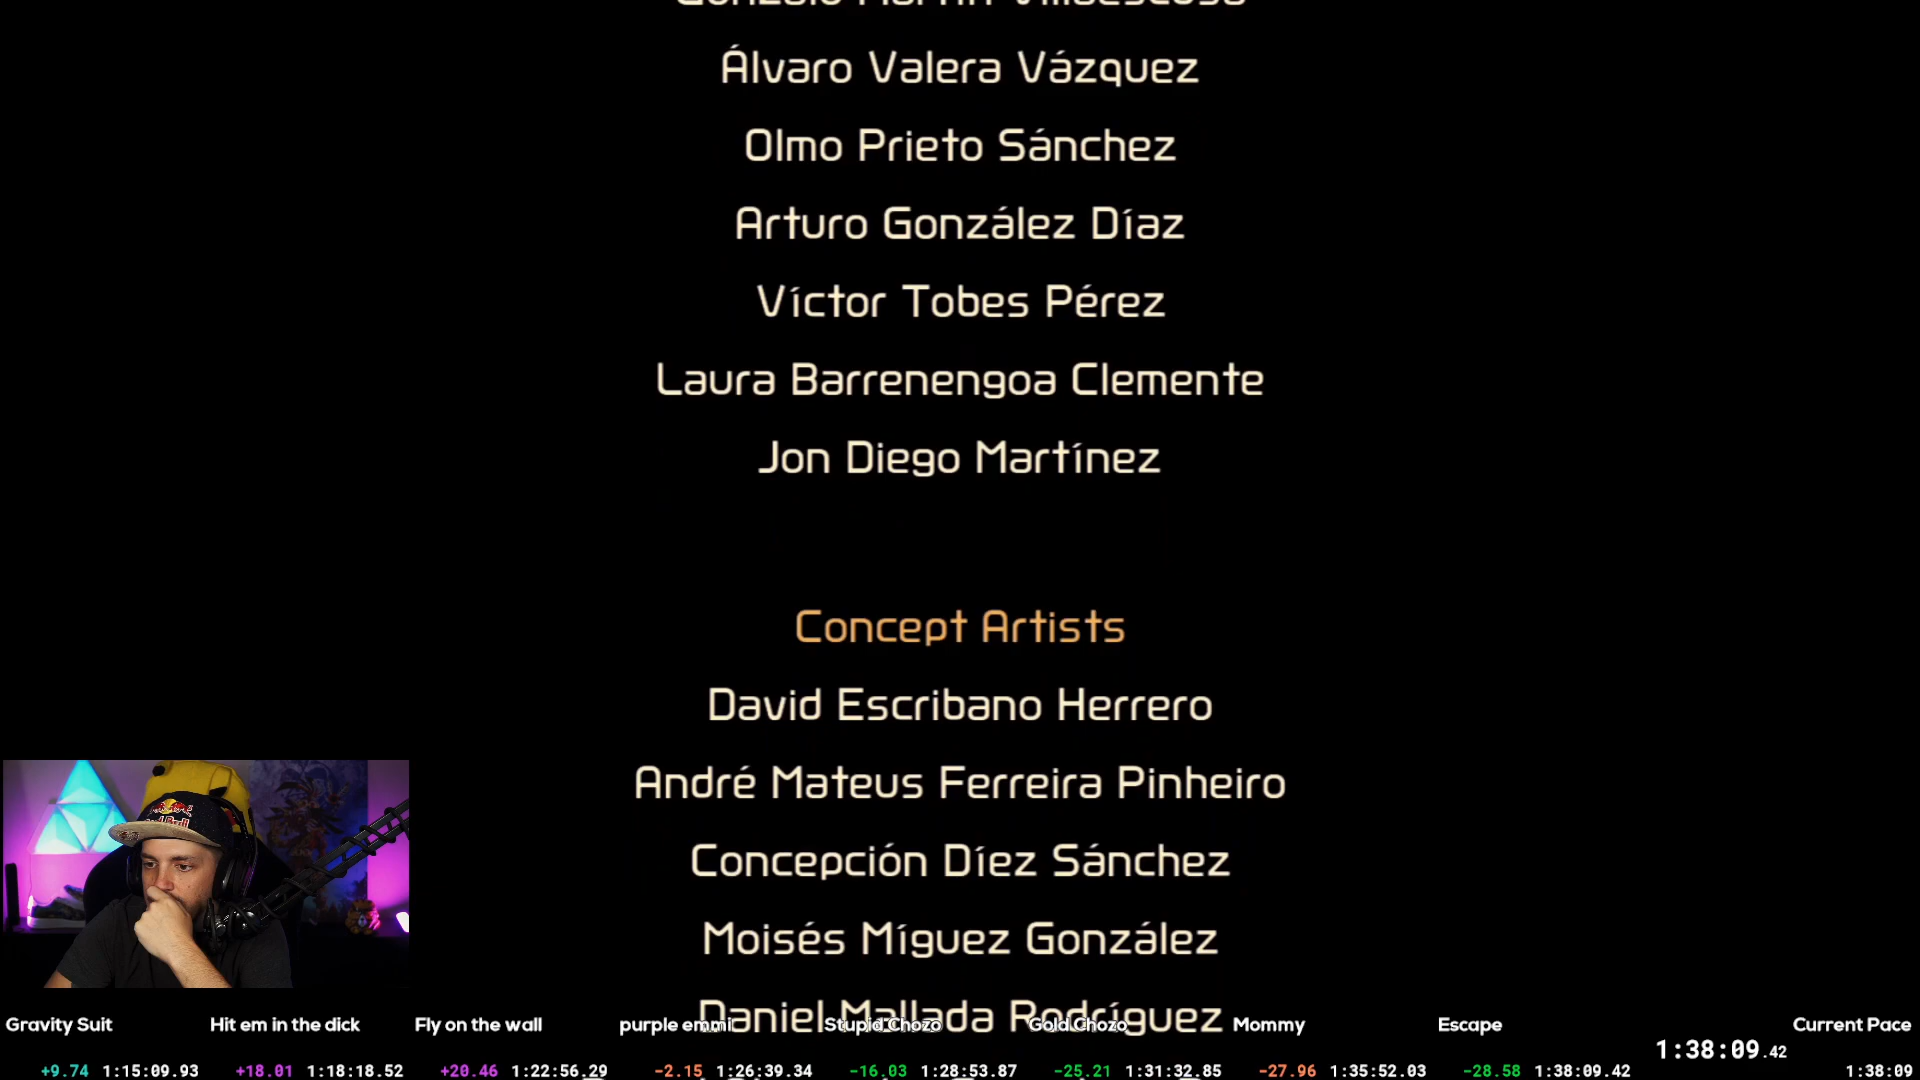 Álvaro Valera Vázquez
Olmo Prieto Sánchez
Arturo González Díaz
Víctor Tobes Pérez
Laura Barrenengoa Clemente
Jon Diego Martínez
Concept Artists
David Escribano Herrero
André Mateus Ferreira Pinheiro
Concepción Díez Sánchez
Moisés Míguez González
Daniel Mallada Rodríguez
Gravity Suit Hit em in the dick Fly on the wall purple emmi Stupid Chozo Gold Chozo Mommy Escape Current Pace
1:38:09.42
+9.74 1:15:09.93 +18.01 1:18:18.52 +20.46 1:22:56.29 -2.15 1:26:39.34 -16.03 1:28:53.87 -25.21 1:31:32.85 -27.96 1:35:52.03 -28.58 1:38:09.42 1:38:09